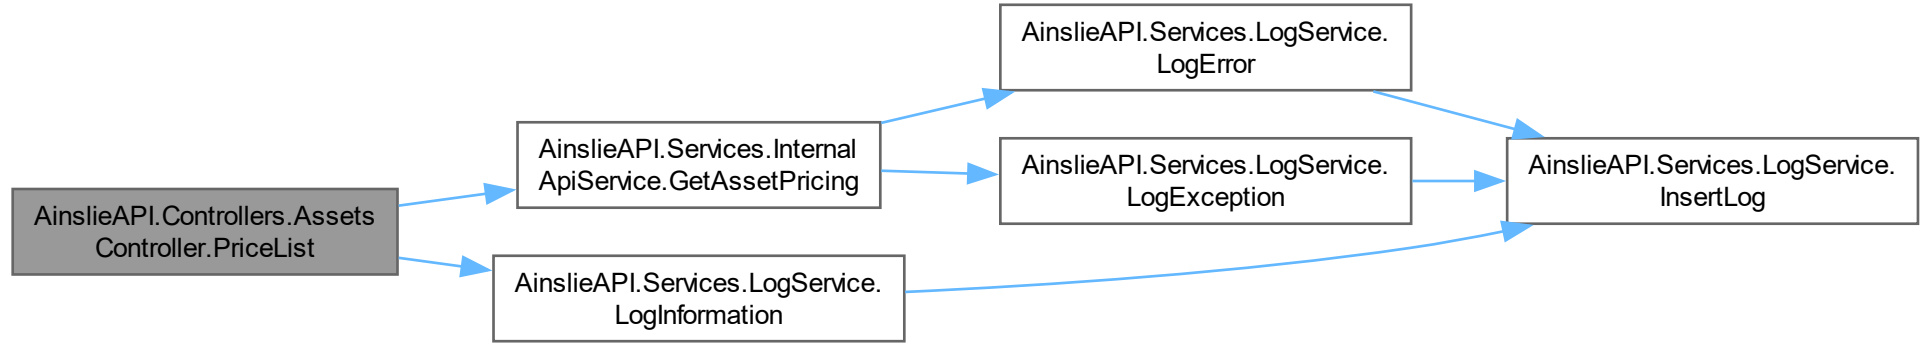 AinslieAPI.Controllers.Assets
Controller.PriceList
AinslieAPI.Services.Internal
ApiService.GetAssetPricing
AinslieAPI.Services.LogService.
LogError
AinslieAPI.Services.LogService.
LogException
AinslieAPI.Services.LogService.
InsertLog
AinslieAPI.Services.LogService.
LogInformation